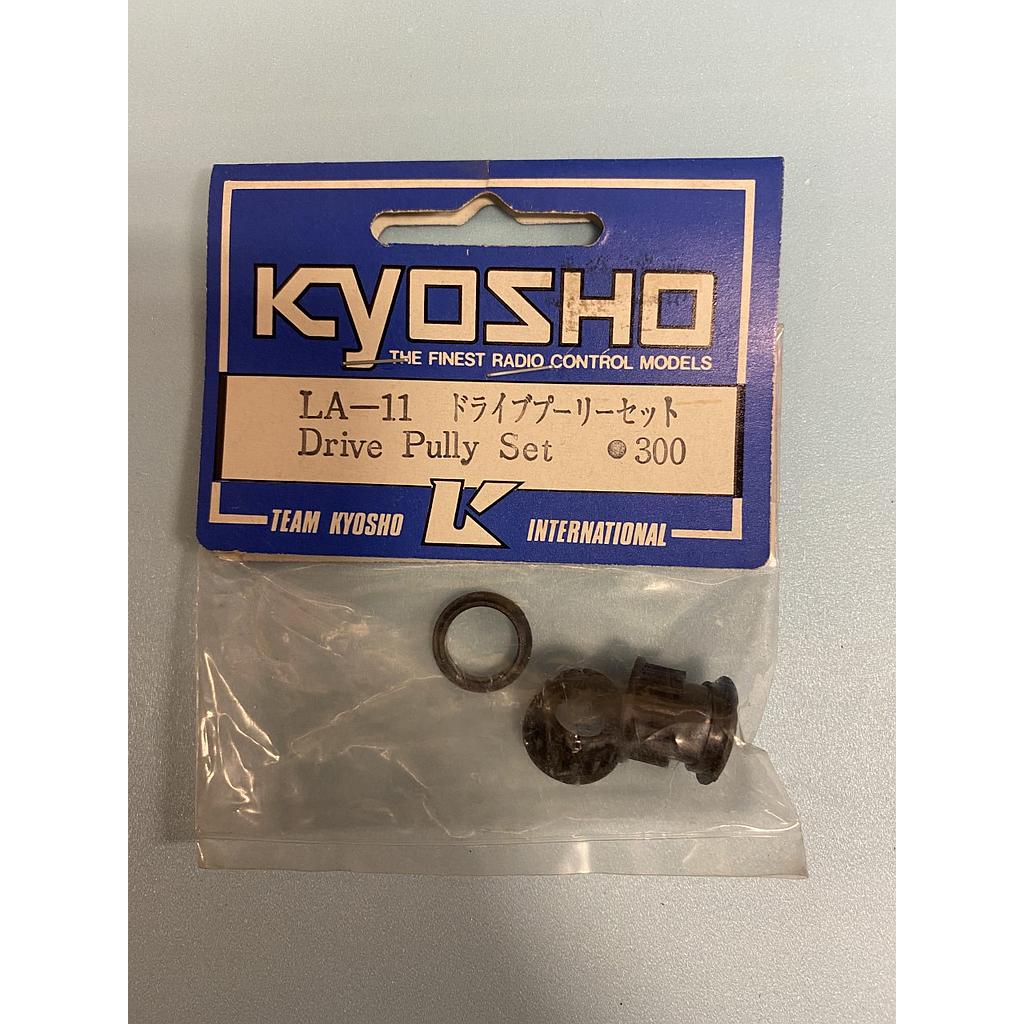 KYOSHO
THE FINEST RADIO CONTROL MODELS
LA-11 ドライブプーリーセット
Drive Pully Set ●300
TEAM KYOSHO K INTERNATIONAL